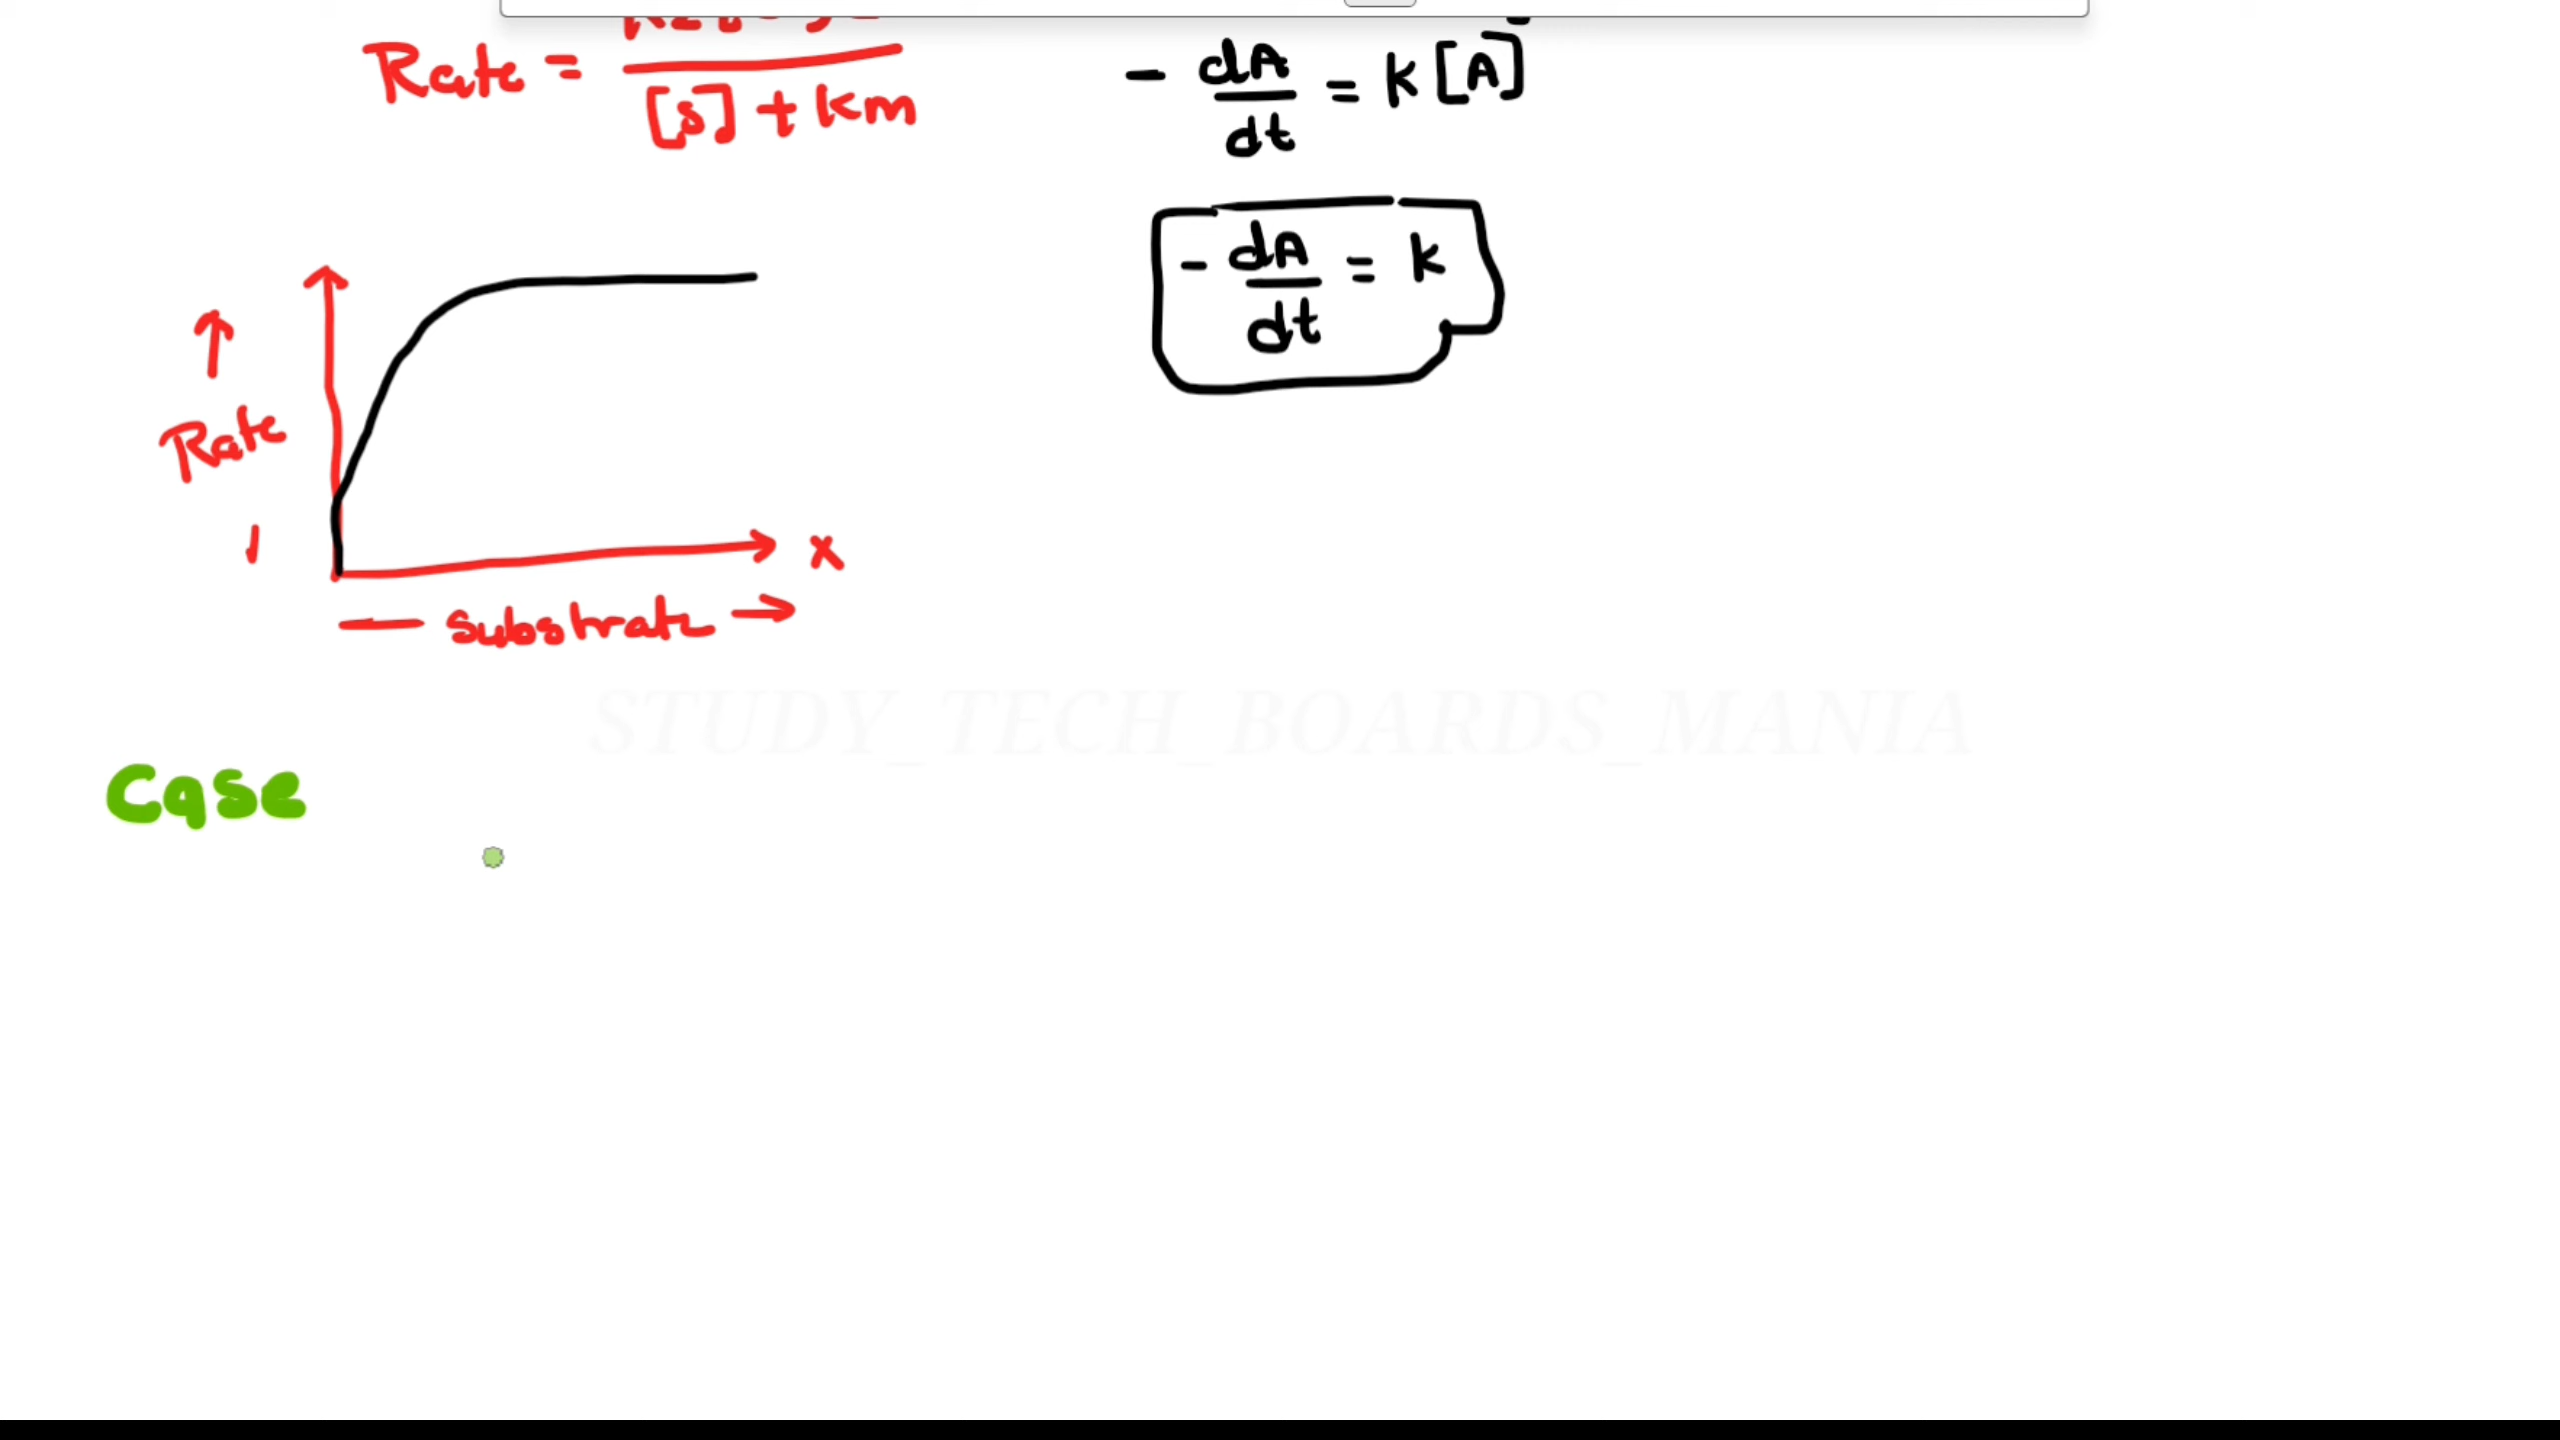 Rate =
[s] + km
- dA/dt = k[A]
- dA/dt = k
Rate
x
substrate
STUDY_TECH_BOARDS_MANIA
Case